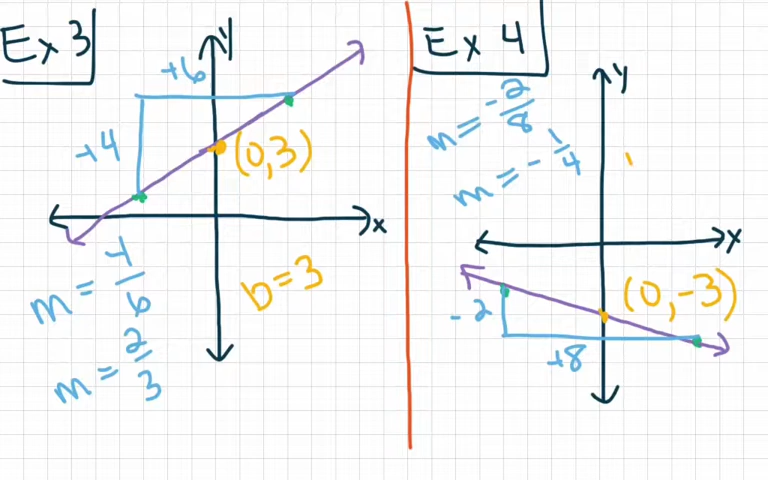 Ex 3
y
+6
+4
(0,3)
x
m = 4/6
b = 3
m = 2/3
Ex 4
y
m = -2/8
m = -1/4
x
(0,-3)
-2
+8